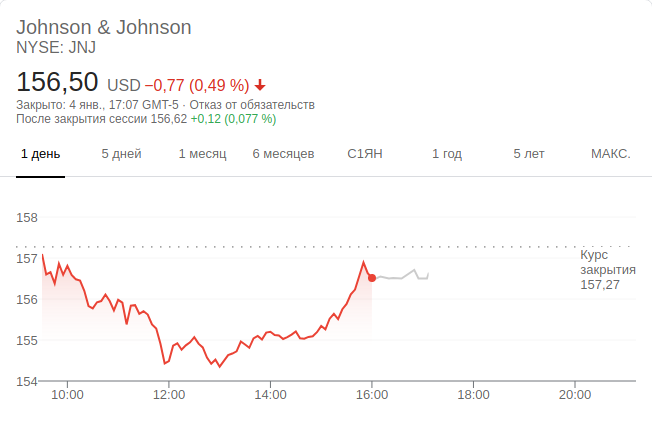 Johnson & Johnson
NYSE: JNJ
156,50 USD −0,77 (0,49 %)
Закрыто: 4 янв., 17:07 GMT-5 · Отказ от обязательств
После закрытия сессии 156,62 +0,12 (0,077 %)
1 день 5 дней 1 месяц 6 месяцев С1ЯН 1 год 5 лет МАКС.
158
157
156
155
154
Курс
закрытия
157,27
10:00 12:00 14:00 16:00 18:00 20:00